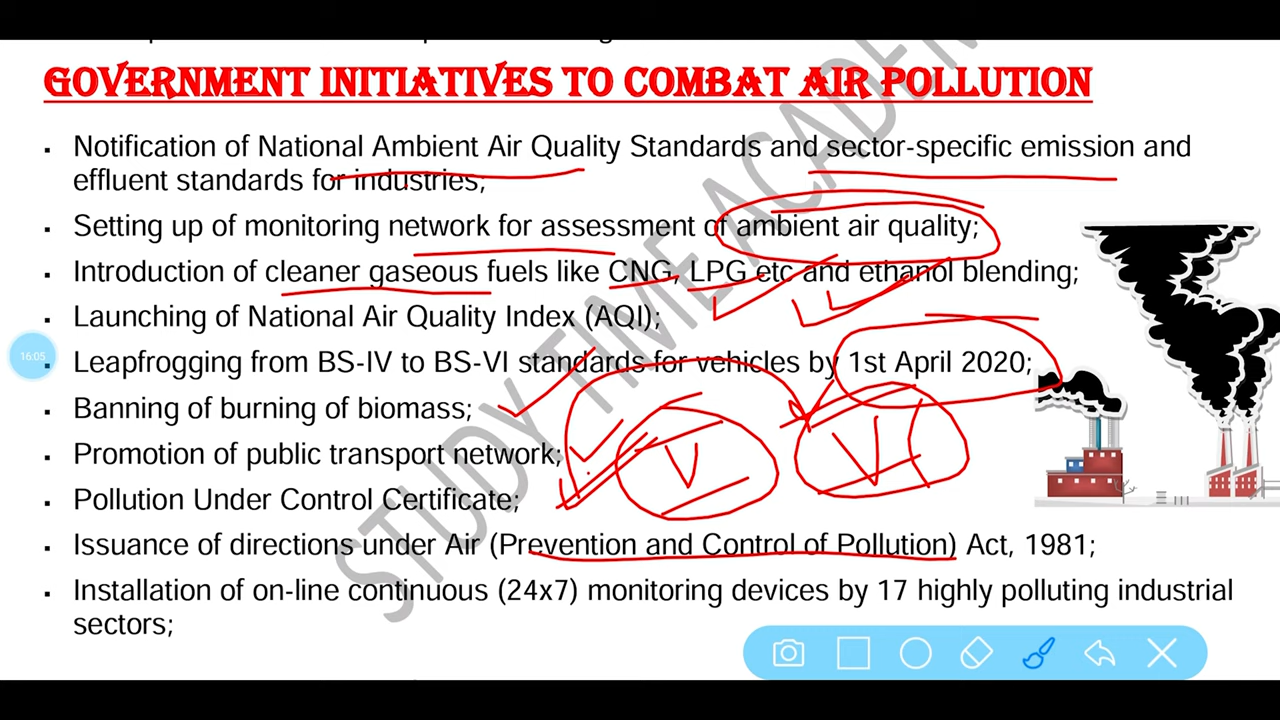 GOVERNMENT INITIATIVES TO COMBAT AIR POLLUTION
▪ Notification of National Ambient Air Quality Standards and sector-specific emission and
effluent standards for industries;
▪ Setting up of monitoring network for assessment of ambient air quality;
▪ Introduction of cleaner gaseous fuels like CNG, LPG etc and ethanol blending;
▪ Launching of National Air Quality Index (AQI);
16:05
▪ Leapfrogging from BS-IV to BS-VI standards for vehicles by 1st April 2020;
▪ Banning of burning of biomass;
▪ Promotion of public transport network;
V VI
▪ Pollution Under Control Certificate;
▪ Issuance of directions under Air (Prevention and Control of Pollution) Act, 1981;
▪ Installation of on-line continuous (24x7) monitoring devices by 17 highly polluting industrial
sectors;
STUDY TIME ACADEM